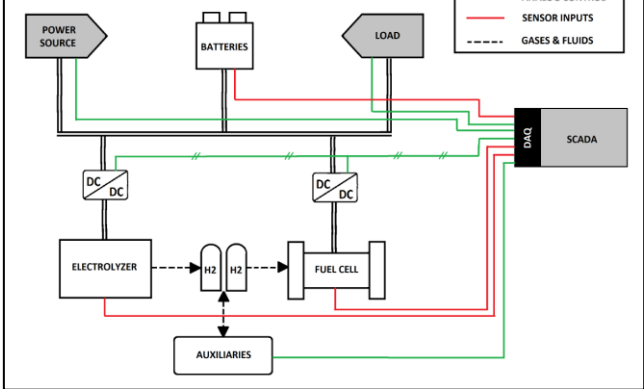 SENSOR INPUTS
GASES & FLUIDS
POWER
SOURCE
BATTERIES
LOAD
DAQ
SCADA
DC
DC
DC
DC
ELECTROLYZER
H2
H2
FUEL CELL
AUXILIARIES